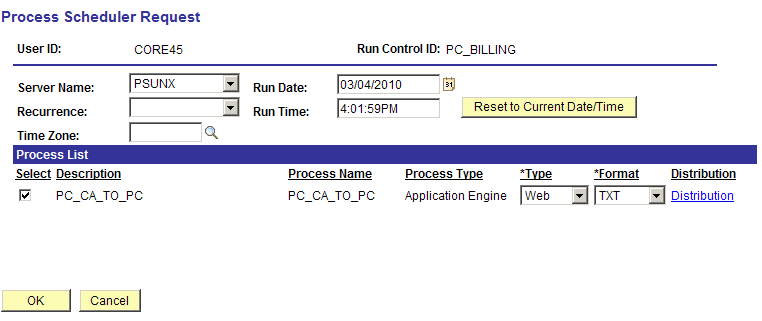 Process Scheduler Request
User ID: CORE45 Run Control ID: PC_BILLING
Server Name: PSUNX Run Date: 03/04/2010 31
Recurrence: Run Time: 4:01:59PM Reset to Current Date/Time
Time Zone:
Process List
Select Description Process Name Process Type *Type *Format Distribution
PC_CA_TO_PC PC_CA_TO_PC Application Engine Web TXT Distribution
OK Cancel